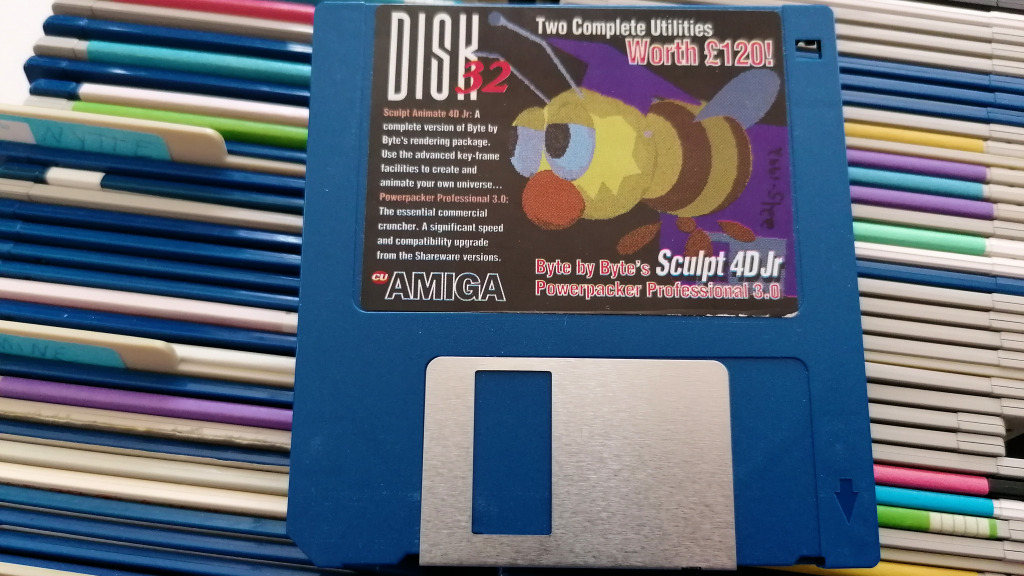 DISK 32
Two Complete Utilities
Worth £120!
Sculpt Animate 4D Jr: A
complete version of Byte by
Byte's rendering package.
Use the advanced key-frame
facilities to create and
animate your own universe...
Powerpacker Professional 3.0:
The essential commercial
cruncher. A significant speed
and compatibility upgrade
from the Shareware versions.
CU AMIGA
Byte by Byte's Sculpt 4D Jr
Powerpacker Professional 3.0